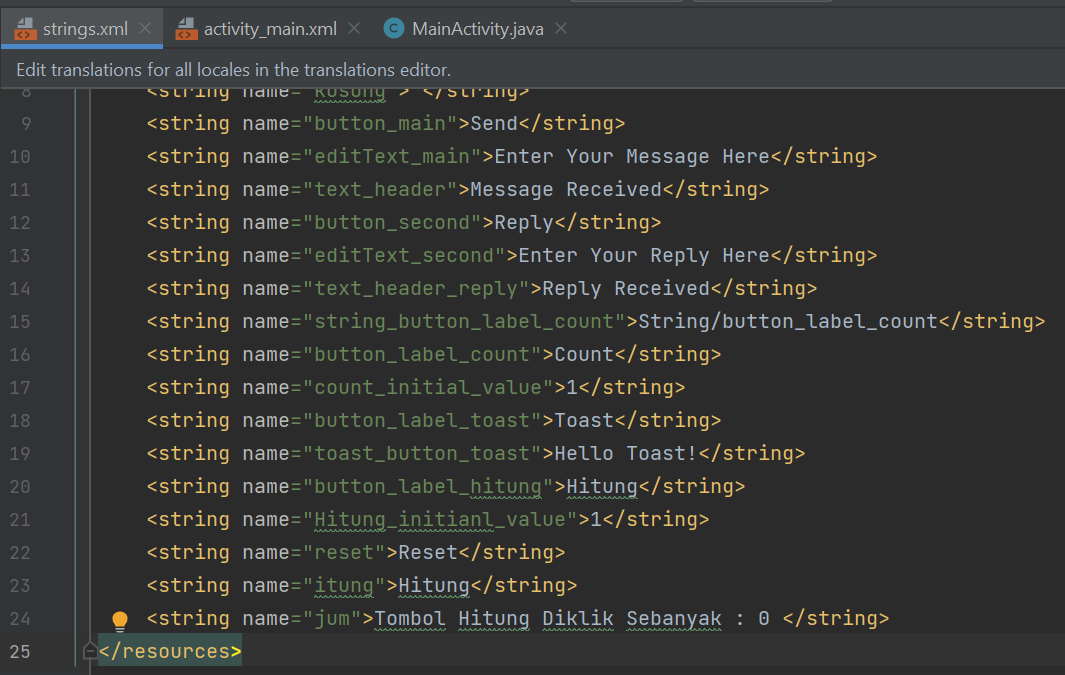 strings.xml activity_main.xml MainActivity.java
Edit translations for all locales in the translations editor.
8 <string name="kosong"> </string>
9 <string name="button_main">Send</string>
10 <string name="editText_main">Enter Your Message Here</string>
11 <string name="text_header">Message Received</string>
12 <string name="button_second">Reply</string>
13 <string name="editText_second">Enter Your Reply Here</string>
14 <string name="text_header_reply">Reply Received</string>
15 <string name="string_button_label_count">String/button_label_count</string>
16 <string name="button_label_count">Count</string>
17 <string name="count_initial_value">1</string>
18 <string name="button_label_toast">Toast</string>
19 <string name="toast_button_toast">Hello Toast!</string>
20 <string name="button_label_hitung">Hitung</string>
21 <string name="Hitung_initianl_value">1</string>
22 <string name="reset">Reset</string>
23 <string name="itung">Hitung</string>
24 <string name="jum">Tombol Hitung Diklik Sebanyak : 0 </string>
25 </resources>